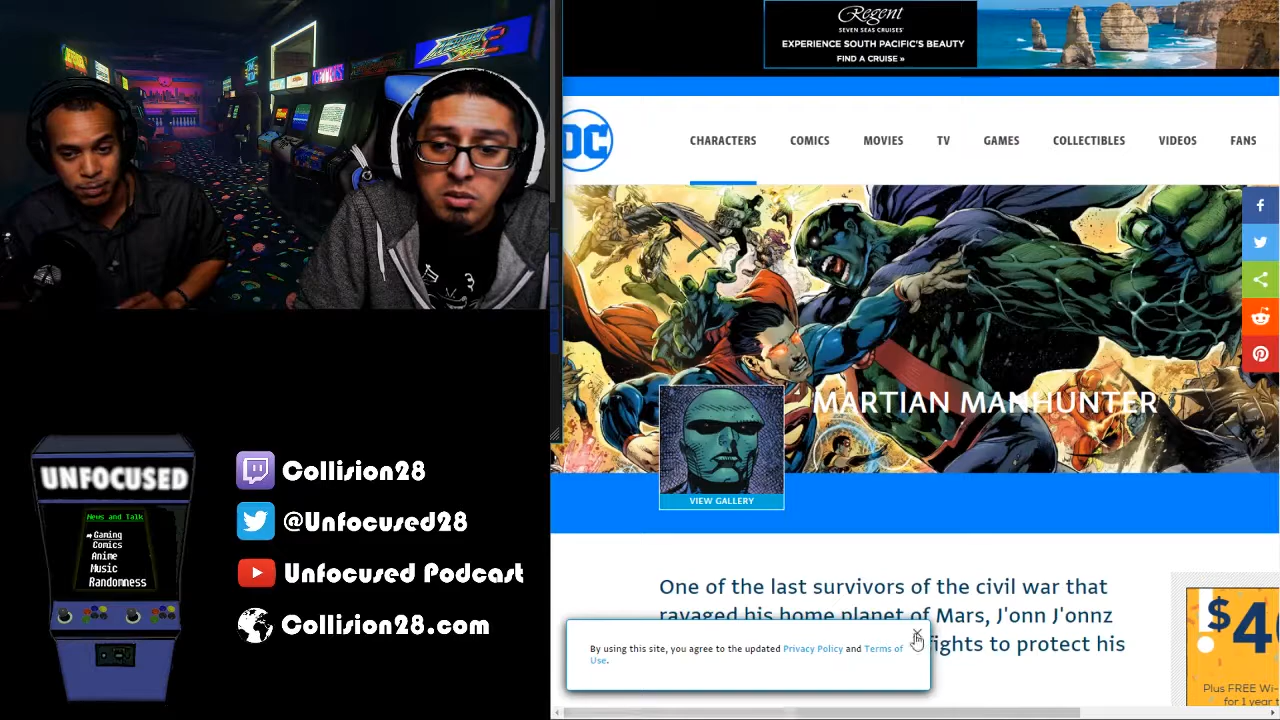 Regent
SEVEN SEAS CRUISES
EXPERIENCE SOUTH PACIFIC'S BEAUTY
FIND A CRUISE »
DC
CHARACTERS
COMICS
MOVIES
TV
GAMES
COLLECTIBLES
VIDEOS
FANS
MARTIAN MANHUNTER
VIEW GALLERY
One of the last survivors of the civil war that
ravaged his home planet of Mars, J'onn J'onnz
fights to protect his
By using this site, you agree to the updated Privacy Policy and Terms of
Use.
$4
Plus FREE Wi-
for 1 year
UNFOCUSED
News and Talk
Gaming
Comics
Anime
Music
Randomness
Collision28
@Unfocused28
Unfocused Podcast
Collision28.com